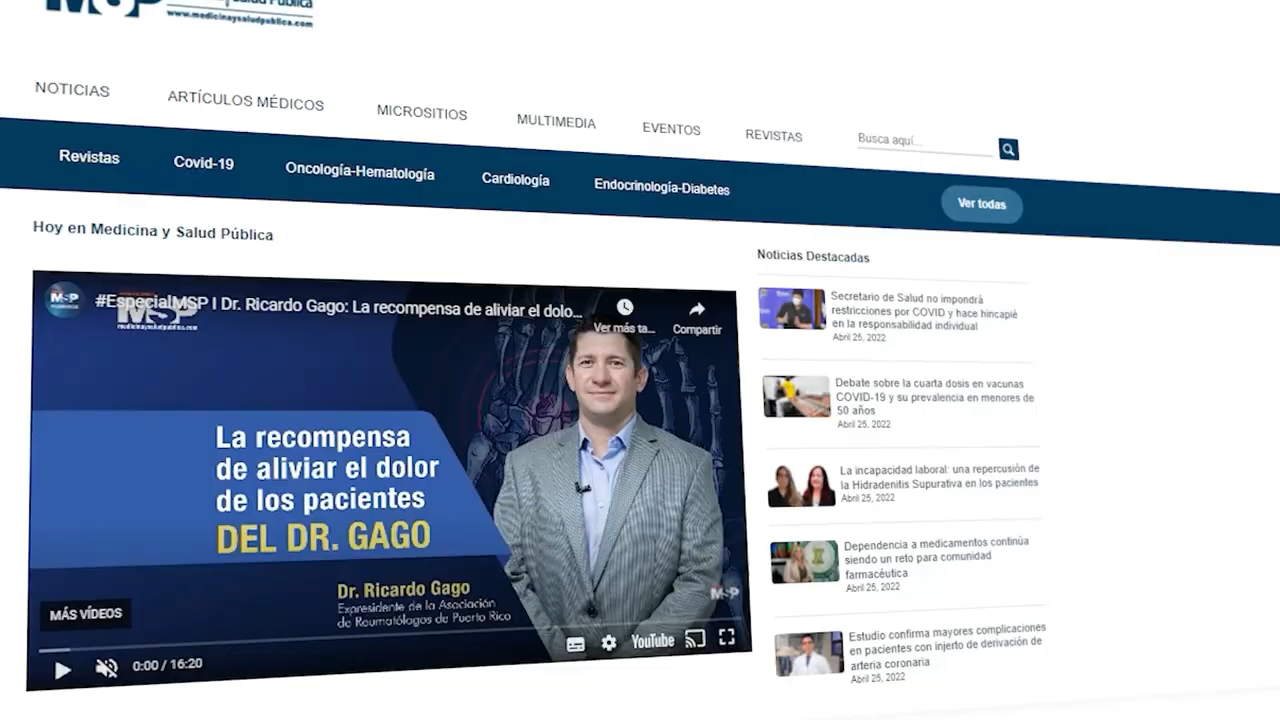 MSP
www.medicinaysaludpublica.com
NOTICIAS
ARTÍCULOS MÉDICOS
MICROSITIOS
MULTIMEDIA
EVENTOS
REVISTAS
Busca aquí...
Revistas
Covid-19
Oncología-Hematología
Cardiología
Endocrinología-Diabetes
Ver todas
Hoy en Medicina y Salud Pública
MSP
#EspecialMSP I Dr. Ricardo Gago: La recompensa de aliviar el dolo...
Ver más ta...
Compartir
MSP
medicinaysaludpublica.com
La recompensa
de aliviar el dolor
de los pacientes
DEL DR. GAGO
Dr. Ricardo Gago
Expresidente de la Asociación
de Reumatólogos de Puerto Rico
MSP
MÁS VÍDEOS
YouTube
0:00 / 16:20
Noticias Destacadas
Secretario de Salud no impondrá
restricciones por COVID y hace hincapié
en la responsabilidad individual
Abril 25, 2022
Debate sobre la cuarta dosis en vacunas
COVID-19 y su prevalencia en menores de
50 años
Abril 25, 2022
La incapacidad laboral: una repercusión de
la Hidradenitis Supurativa en los pacientes
Abril 25, 2022
Dependencia a medicamentos continúa
siendo un reto para comunidad
farmacéutica
Abril 25, 2022
Estudio confirma mayores complicaciones
en pacientes con injerto de derivación de
arteria coronaria
Abril 25, 2022